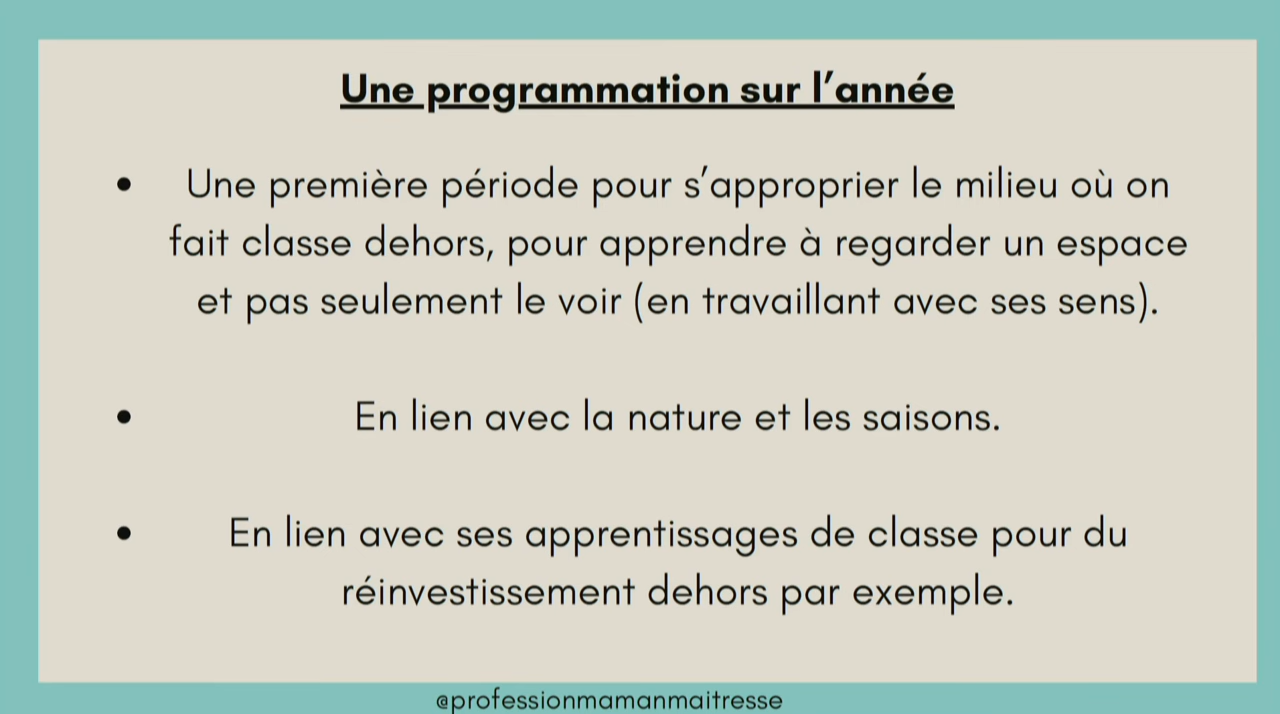 Une programmation sur l’année
• Une première période pour s’approprier le milieu où on
fait classe dehors, pour apprendre à regarder un espace
et pas seulement le voir (en travaillant avec ses sens).
• En lien avec la nature et les saisons.
• En lien avec ses apprentissages de classe pour du
réinvestissement dehors par exemple.
@professionmamanmaitresse